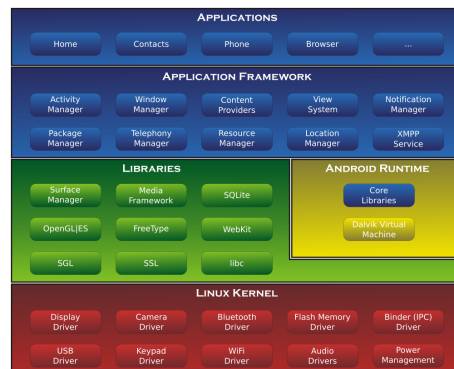 APPLICATIONS
Home Contacts Phone Browser ...
APPLICATION FRAMEWORK
Activity Manager Window Manager Content Providers View System Notification Manager
Package Manager Telephony Manager Resource Manager Location Manager XMPP Service
LIBRARIES
Surface Manager Media Framework SQLite
OpenGL|ES FreeType WebKit
SGL SSL libc
ANDROID RUNTIME
Core Libraries
Dalvik Virtual Machine
LINUX KERNEL
Display Driver Camera Driver Bluetooth Driver Flash Memory Driver Binder (IPC) Driver
USB Driver Keypad Driver WiFi Driver Audio Drivers Power Management